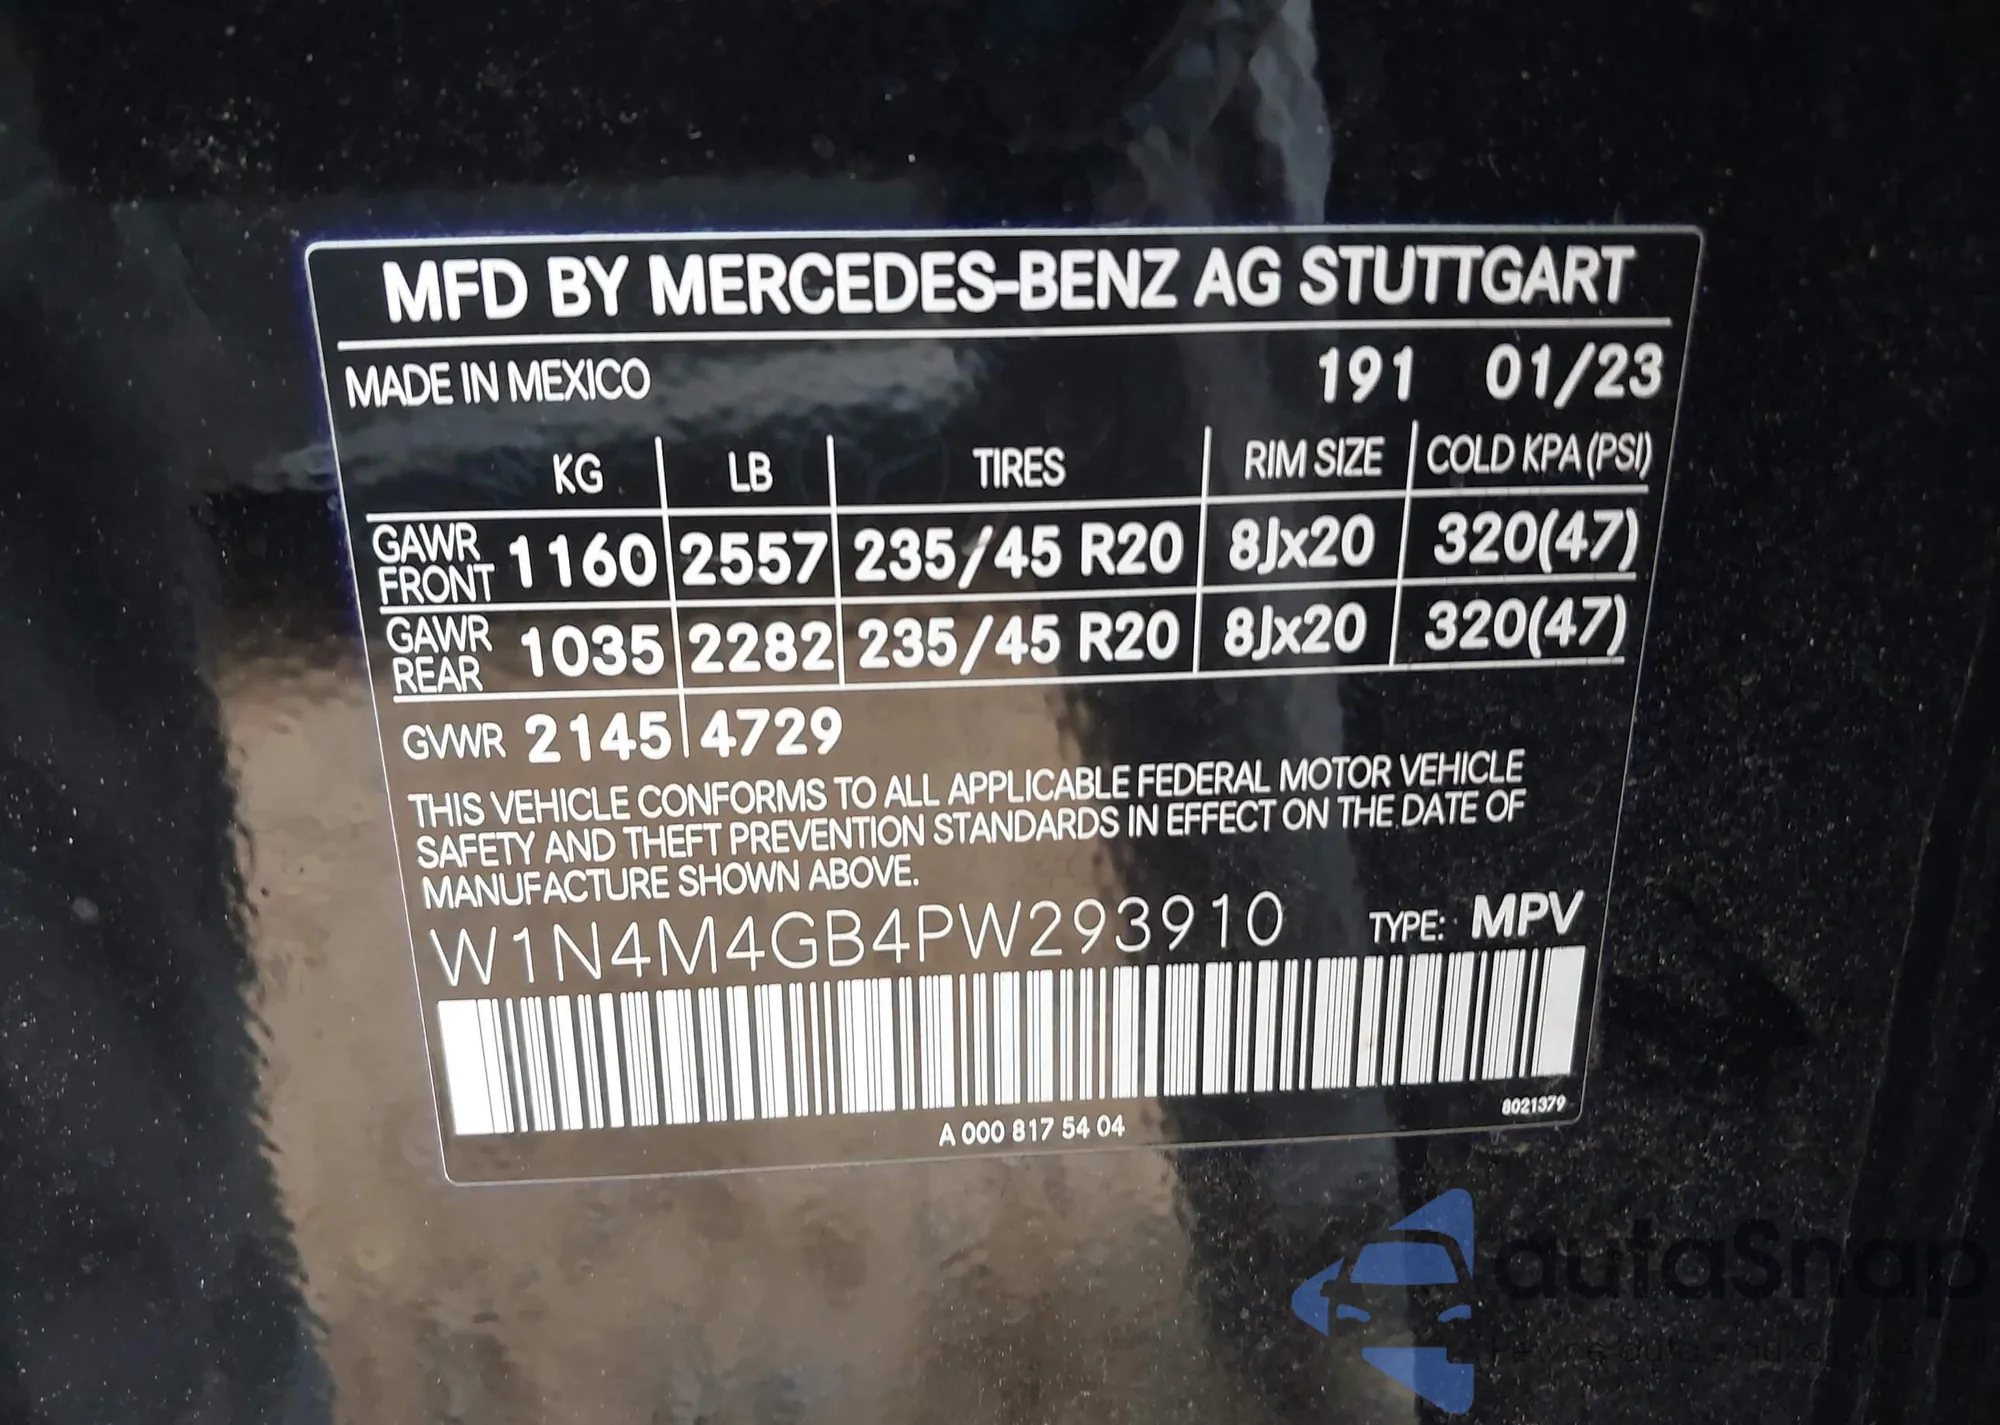 MFD BY MERCEDES-BENZ AG STUTTGART
MADE IN MEXICO 191 01/23
KG LB TIRES RIM SIZE COLD KPA (PSI)
GAWR FRONT 1160 2557 235/45 R20 8Jx20 320(47)
GAWR REAR 1035 2282 235/45 R20 8Jx20 320(47)
GVWR 2145 4729
THIS VEHICLE CONFORMS TO ALL APPLICABLE FEDERAL MOTOR VEHICLE
SAFETY AND THEFT PREVENTION STANDARDS IN EFFECT ON THE DATE OF
MANUFACTURE SHOWN ABOVE.
W1N4M4GB4PW293910 TYPE: MPV
8021379
A 000 817 54 04
autoSnap